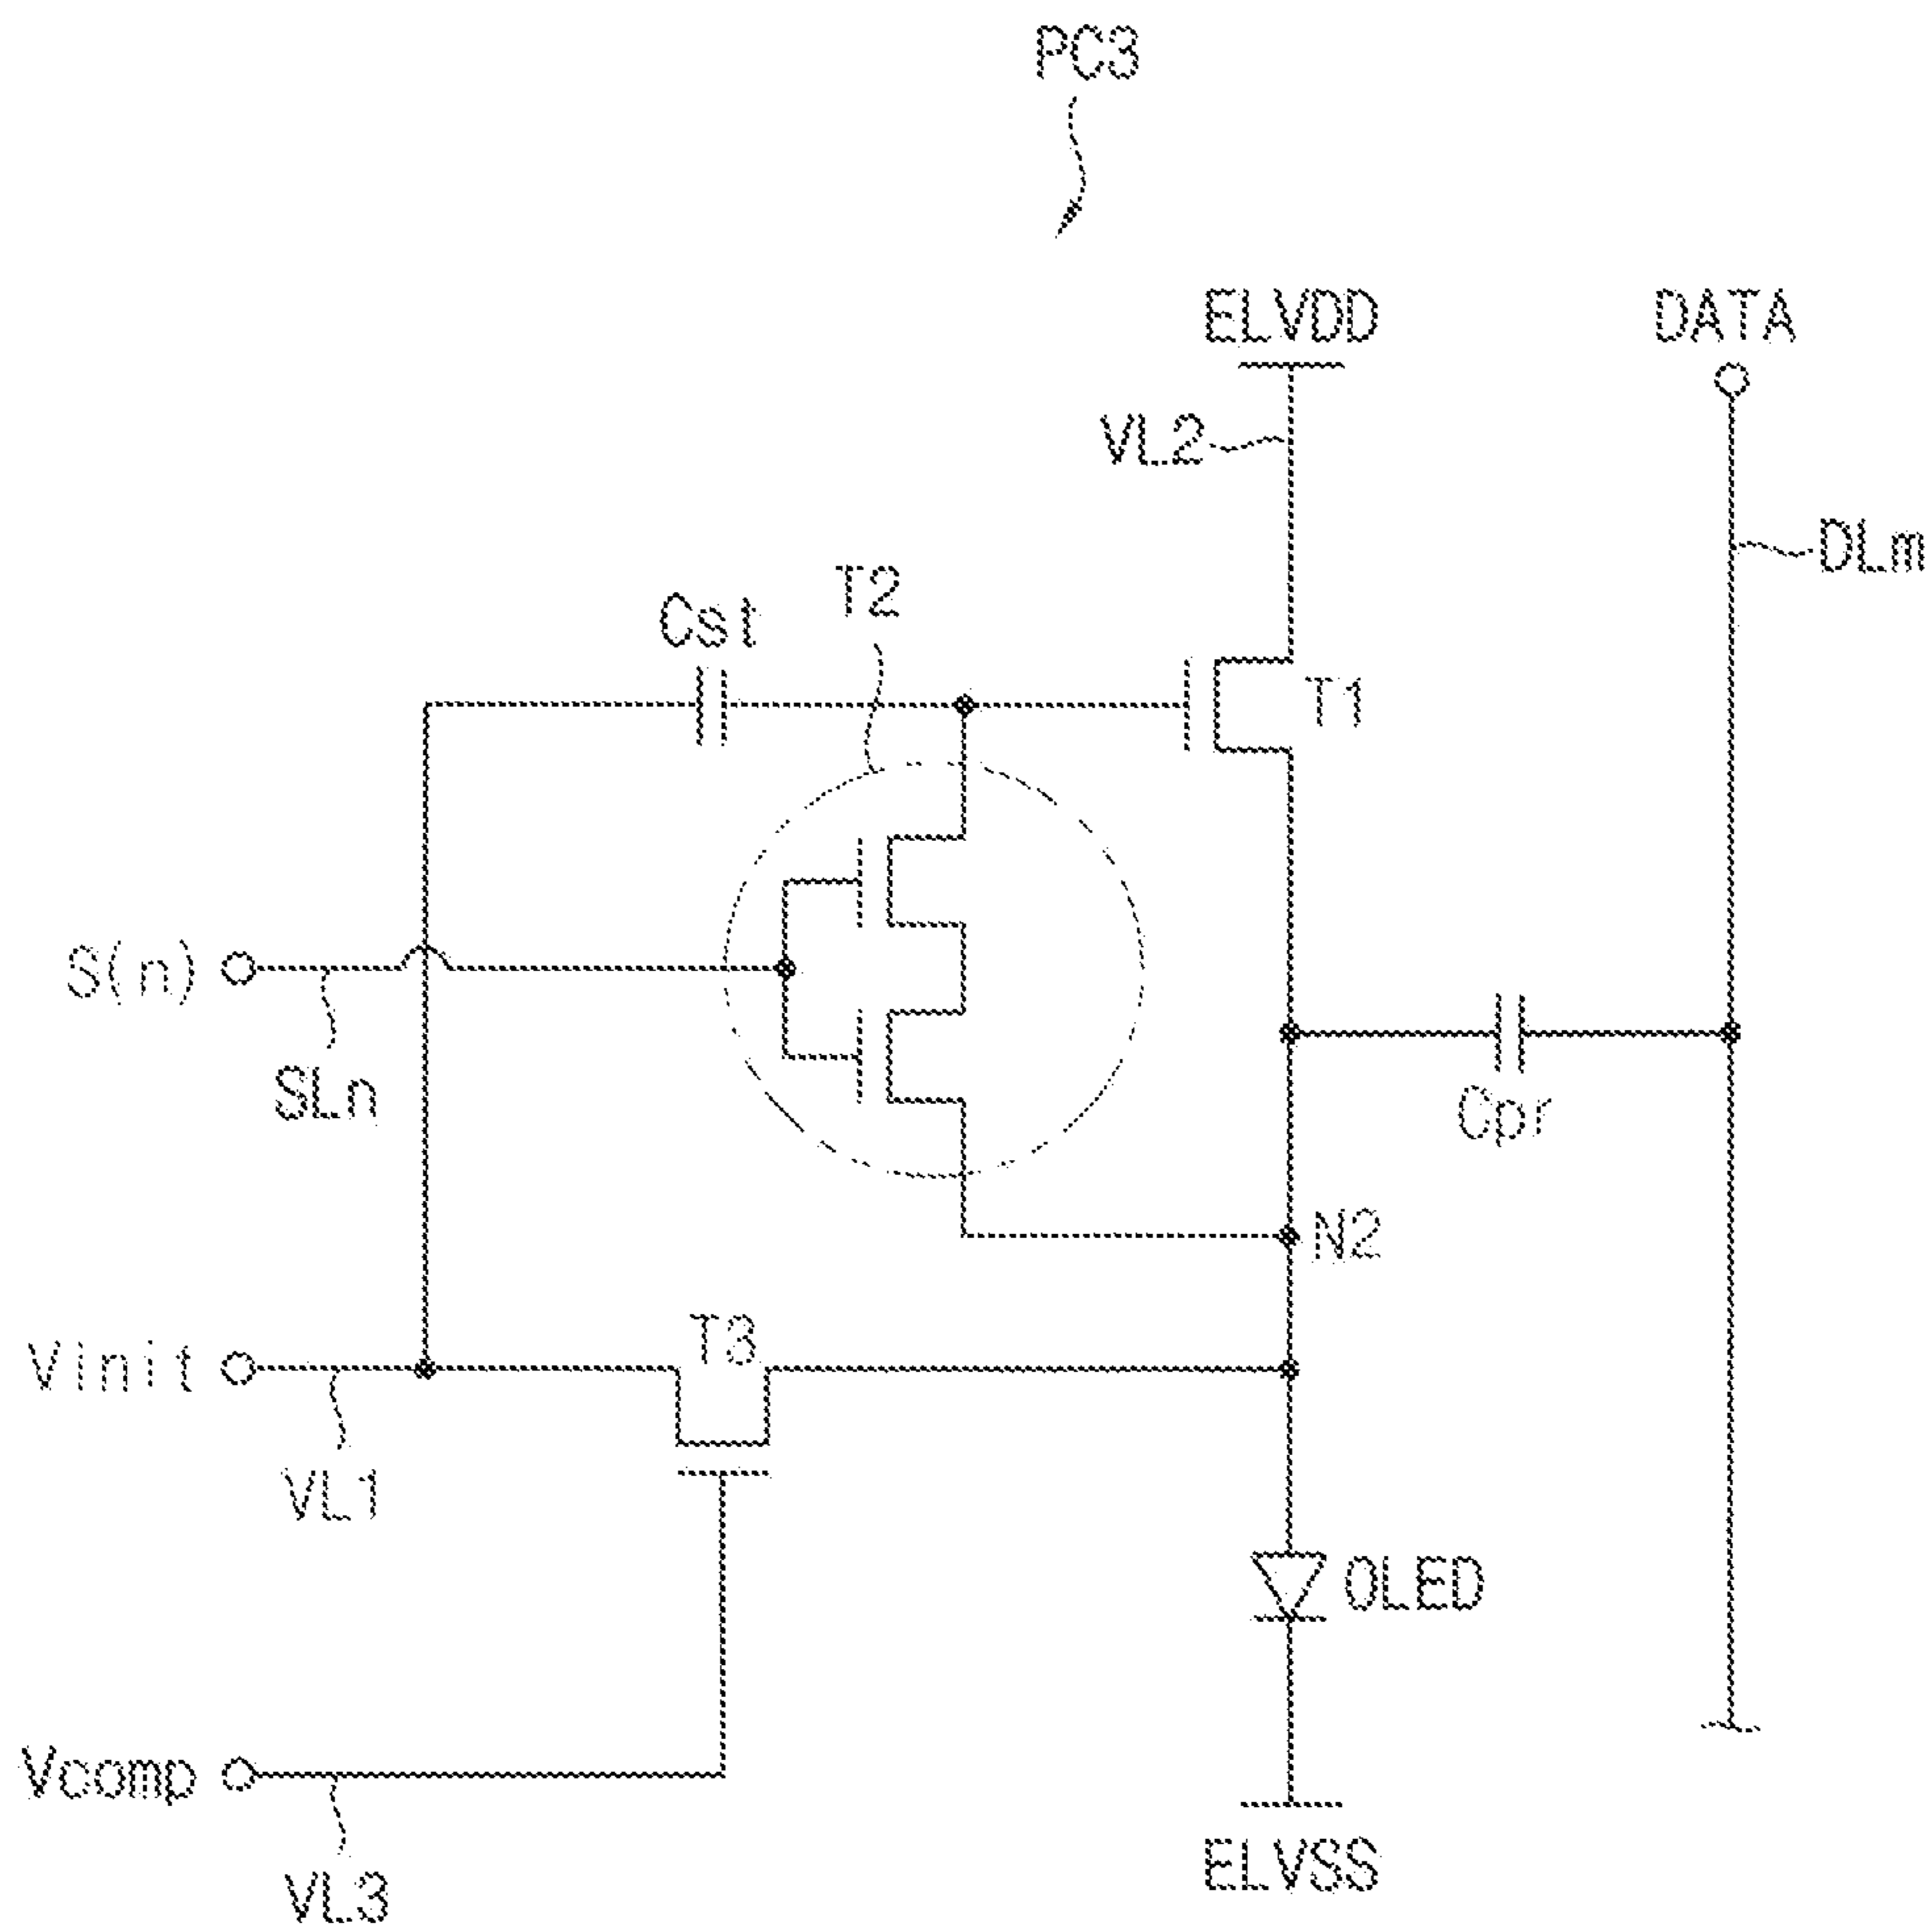 PC3
ELVDD
DATA
VL2
DLm
T2
Cst
T1
S(n)
SLn
Cpr
N2
T3
Vinit
VL1
OLED
Vcomp
VL3
ELVSS